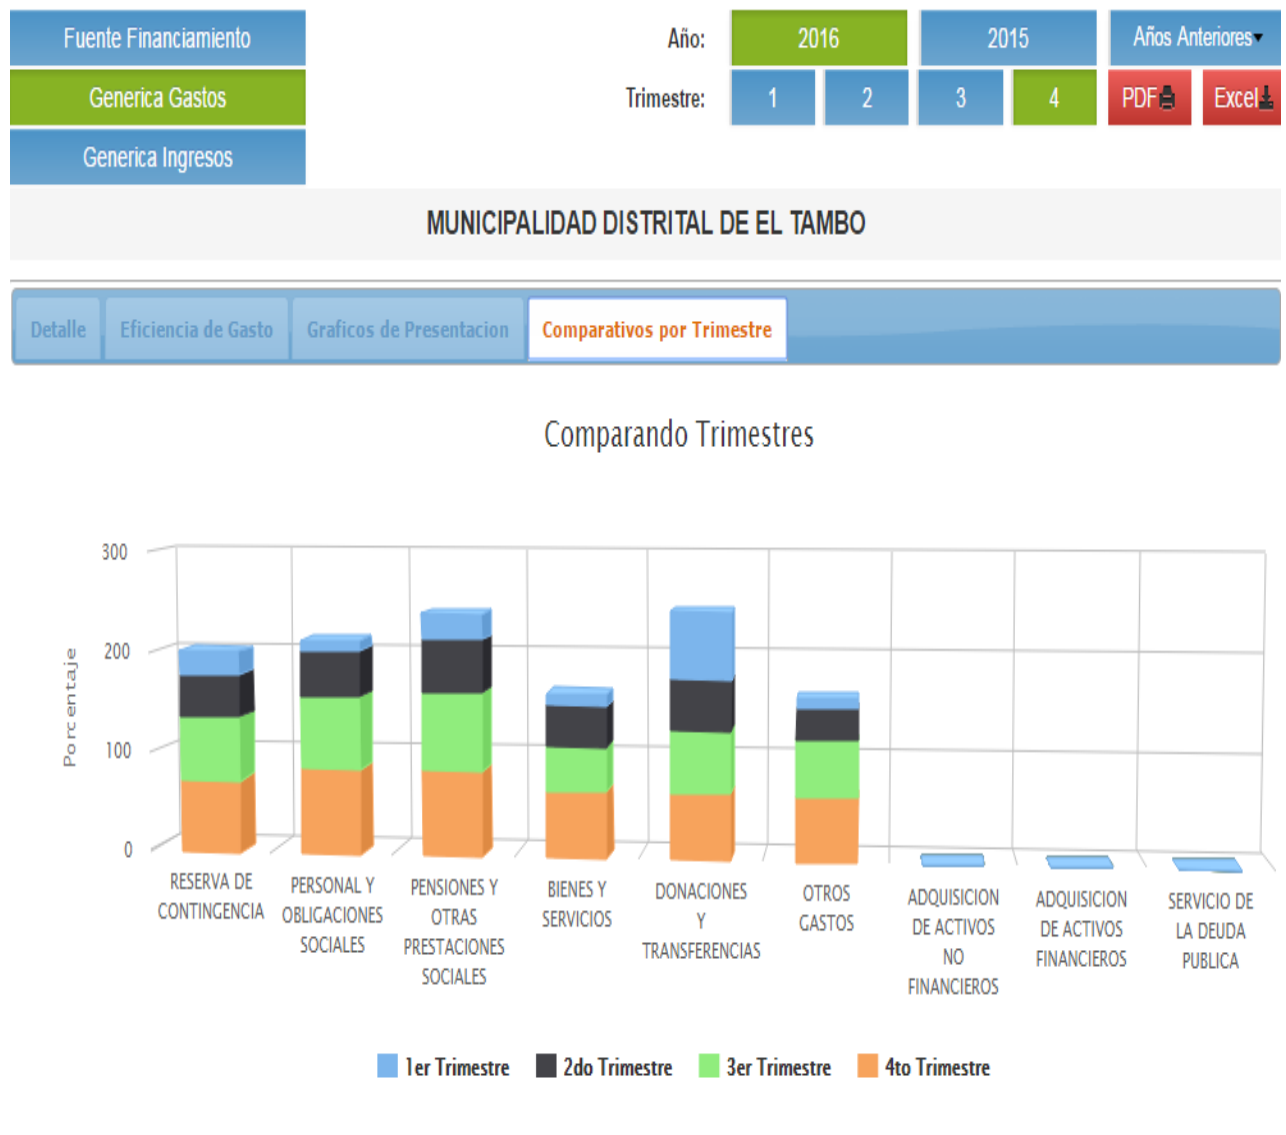 Fuente Financiamiento
Año:
2016
2015
Años Anteriores
Generica Gastos
Trimestre:
1
2
3
4
PDF
Excel
Generica Ingresos
MUNICIPALIDAD DISTRITAL DE EL TAMBO
Detalle
Eficiencia de Gasto
Graficos de Presentacion
Comparativos por Trimestre
Comparando Trimestres
Porcentaje
300
200
100
0
RESERVA DE
CONTINGENCIA
PERSONAL Y
OBLIGACIONES
SOCIALES
PENSIONES Y
OTRAS
PRESTACIONES
SOCIALES
BIENES Y
SERVICIOS
DONACIONES
Y
TRANSFERENCIAS
OTROS
GASTOS
ADQUISICION
DE ACTIVOS
NO
FINANCIEROS
ADQUISICION
DE ACTIVOS
FINANCIEROS
SERVICIO DE
LA DEUDA
PUBLICA
1er Trimestre
2do Trimestre
3er Trimestre
4to Trimestre